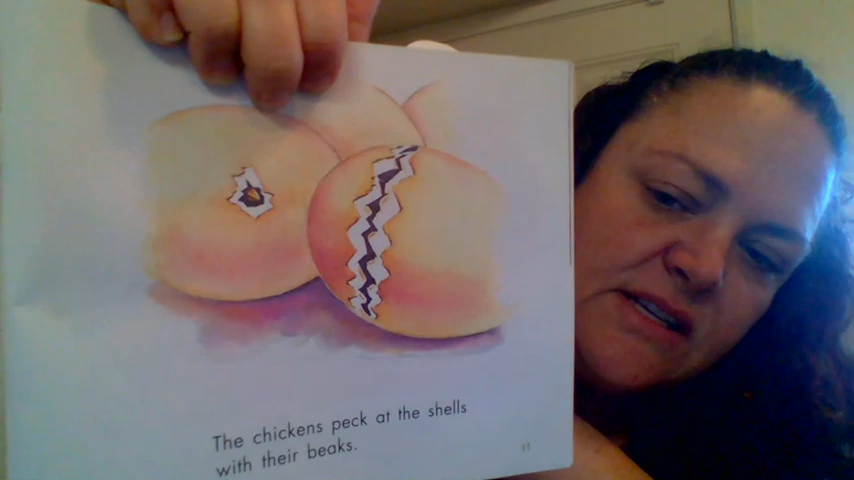 The chickens peck at the shells
with their beaks.
11